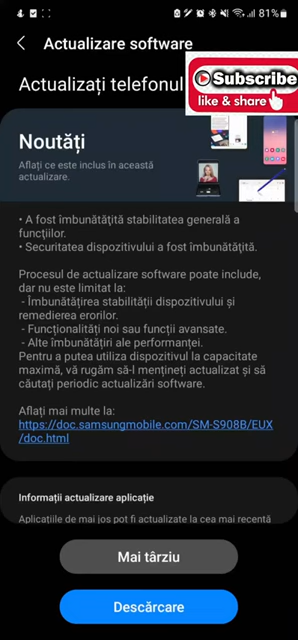 81%
Actualizare software
Actualizați telefonul
Subscribe
like & share
Noutăți
Aflați ce este inclus în această
actualizare.
• A fost îmbunătăţită stabilitatea generală a
funcţiilor.
• Securitatea dispozitivului a fost îmbunătăţită.
Procesul de actualizare software poate include,
dar nu este limitat la:
- Îmbunătățirea stabilității dispozitivului și
remedierea erorilor.
- Funcționalități noi sau funcții avansate.
- Alte îmbunătățiri ale performanței.
Pentru a putea utiliza dispozitivul la capacitate
maximă, vă rugăm să-l mențineți actualizat și să
căutați periodic actualizări software.
Aflați mai multe la:
https://doc.samsungmobile.com/SM-S908B/EUX
/doc.html
Informații actualizare aplicație
Aplicațiile de mai jos pot fi actualizate la cea mai recentă
Mai târziu
Descărcare